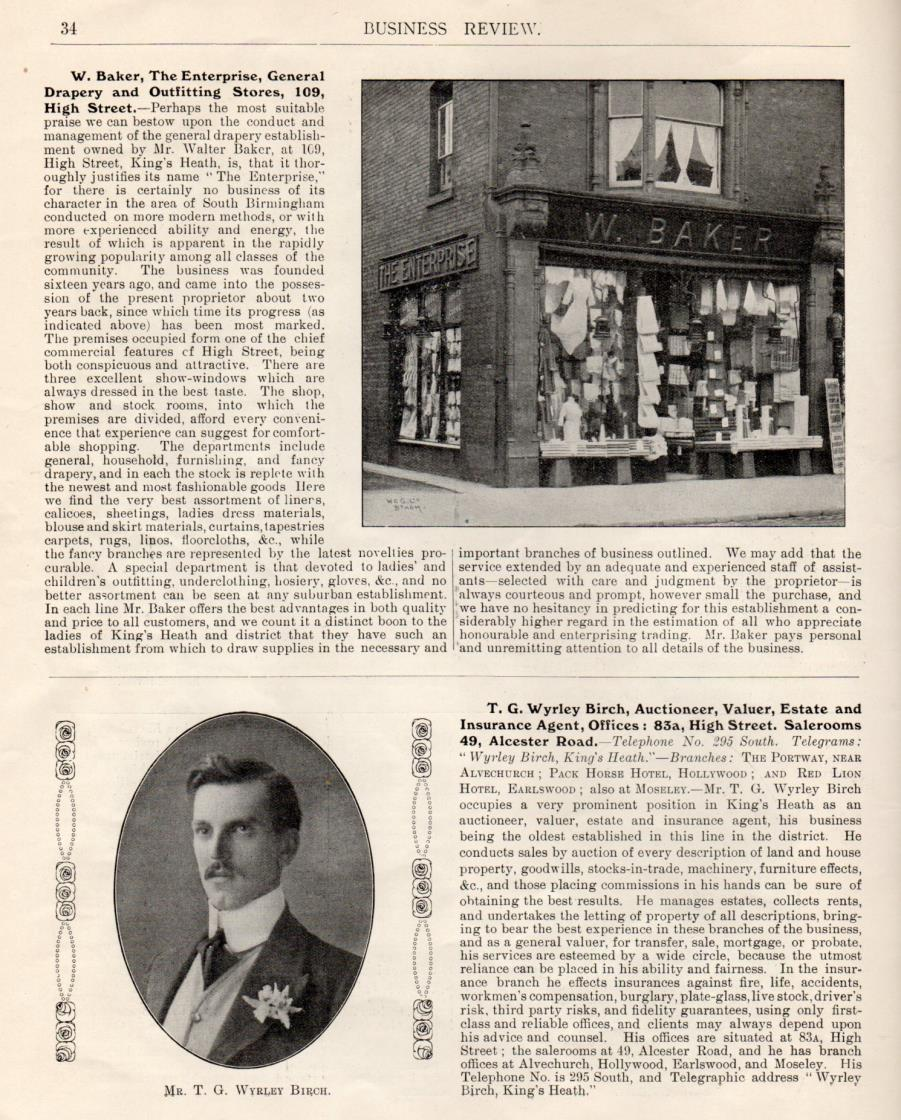 34
BUSINESS REVIEW.
W. Baker, The Enterprise, General
Drapery and Outfitting Stores, 109,
High Street.—Perhaps the most suitable
praise we can bestow upon the conduct and
management of the general drapery establish-
ment owned by Mr. Walter Baker, at 109,
High Street, King's Heath, is, that it thor-
oughly justifies its name "The Enterprise,"
for there is certainly no business of its
character in the area of South Birmingham
conducted on more modern methods, or with
more experienced ability and energy, the
result of which is apparent in the rapidly
growing popularity among all classes of the
community. The business was founded
sixteen years ago, and came into the posses-
sion of the present proprietor about two
years back, since which time its progress (as
indicated above) has been most marked.
The premises occupied form one of the chief
commercial features of High Street, being
both conspicuous and attractive. There are
three excellent show-windows which are
always dressed in the best taste. The shop,
show and stock rooms, into which the
premises are divided, afford every conveni-
ence that experience can suggest for comfort-
able shopping. The departments include
general, household, furnishing, and fancy
drapery, and in each the stock is replete with
the newest and most fashionable goods Here
we find the very best assortment of liners,
calicoes, sheetings, ladies dress materials,
blouse and skirt materials, curtains, tapestries
carpets, rugs, linos, floorcloths, &c., while
the fancy branches are represented by the latest novelties pro-
curable. A special department is that devoted to ladies' and
children's outfitting, underclothing, hosiery, gloves, &c., and no
better assortment can be seen at any suburban establishment.
In each line Mr. Baker offers the best advantages in both quality
and price to all customers, and we count it a distinct boon to the
ladies of King's Heath and district that they have such an
establishment from which to draw supplies in the necessary and
W. BAKER
THE ENTERPRISE
important branches of business outlined. We may add that the
service extended by an adequate and experienced staff of assist-
ants—selected with care and judgment by the proprietor—is
always courteous and prompt, however small the purchase, and
we have no hesitancy in predicting for this establishment a con-
siderably higher regard in the estimation of all who appreciate
honourable and enterprising trading. Mr. Baker pays personal
and unremitting attention to all details of the business.
MR. T. G. WYRLEY BIRCH.
T. G. Wyrley Birch, Auctioneer, Valuer, Estate and
Insurance Agent, Offices: 83a, High Street. Salerooms
49, Alcester Road.—Telephone No. 295 South. Telegrams:
"Wyrley Birch, King's Heath."—Branches: THE PORTWAY, NEAR
ALVECHURCH; PACK HORSE HOTEL, HOLLYWOOD; AND RED LION
HOTEL, EARLSWOOD; also at MOSELEY.—Mr. T. G. Wyrley Birch
occupies a very prominent position in King's Heath as an
auctioneer, valuer, estate and insurance agent, his business
being the oldest established in this line in the district. He
conducts sales by auction of every description of land and house
property, goodwills, stocks-in-trade, machinery, furniture effects,
&c., and those placing commissions in his hands can be sure of
obtaining the best results. He manages estates, collects rents,
and undertakes the letting of property of all descriptions, bring-
ing to bear the best experience in these branches of the business,
and as a general valuer, for transfer, sale, mortgage, or probate,
his services are esteemed by a wide circle, because the utmost
reliance can be placed in his ability and fairness. In the insur-
ance branch he effects insurances against fire, life, accidents,
workmen's compensation, burglary, plate-glass, live stock, driver's
risk, third party risks, and fidelity guarantees, using only first-
class and reliable offices, and clients may always depend upon
his advice and counsel. His offices are situated at 83A, High
Street; the salerooms at 49, Alcester Road, and he has branch
offices at Alvechurch, Hollywood, Earlswood, and Moseley. His
Telephone No. is 295 South, and Telegraphic address "Wyrley
Birch, King's Heath."